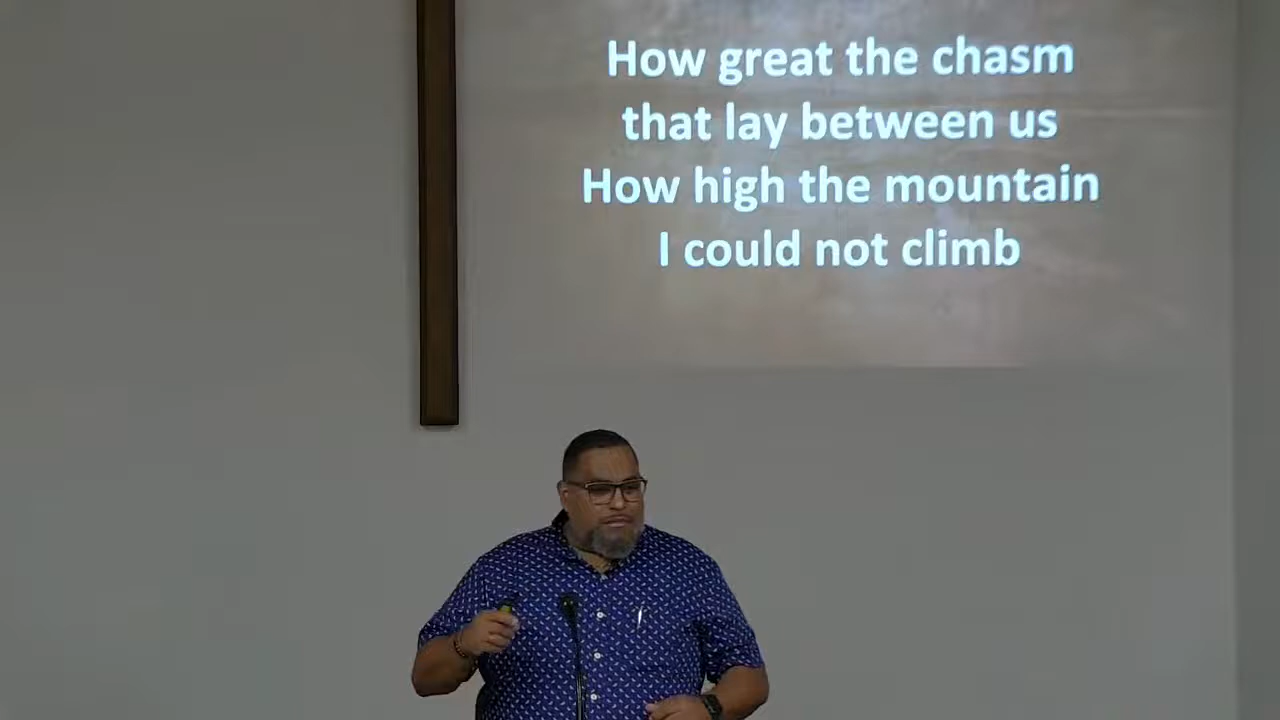 How great the chasm
that lay between us
How high the mountain
I could not climb